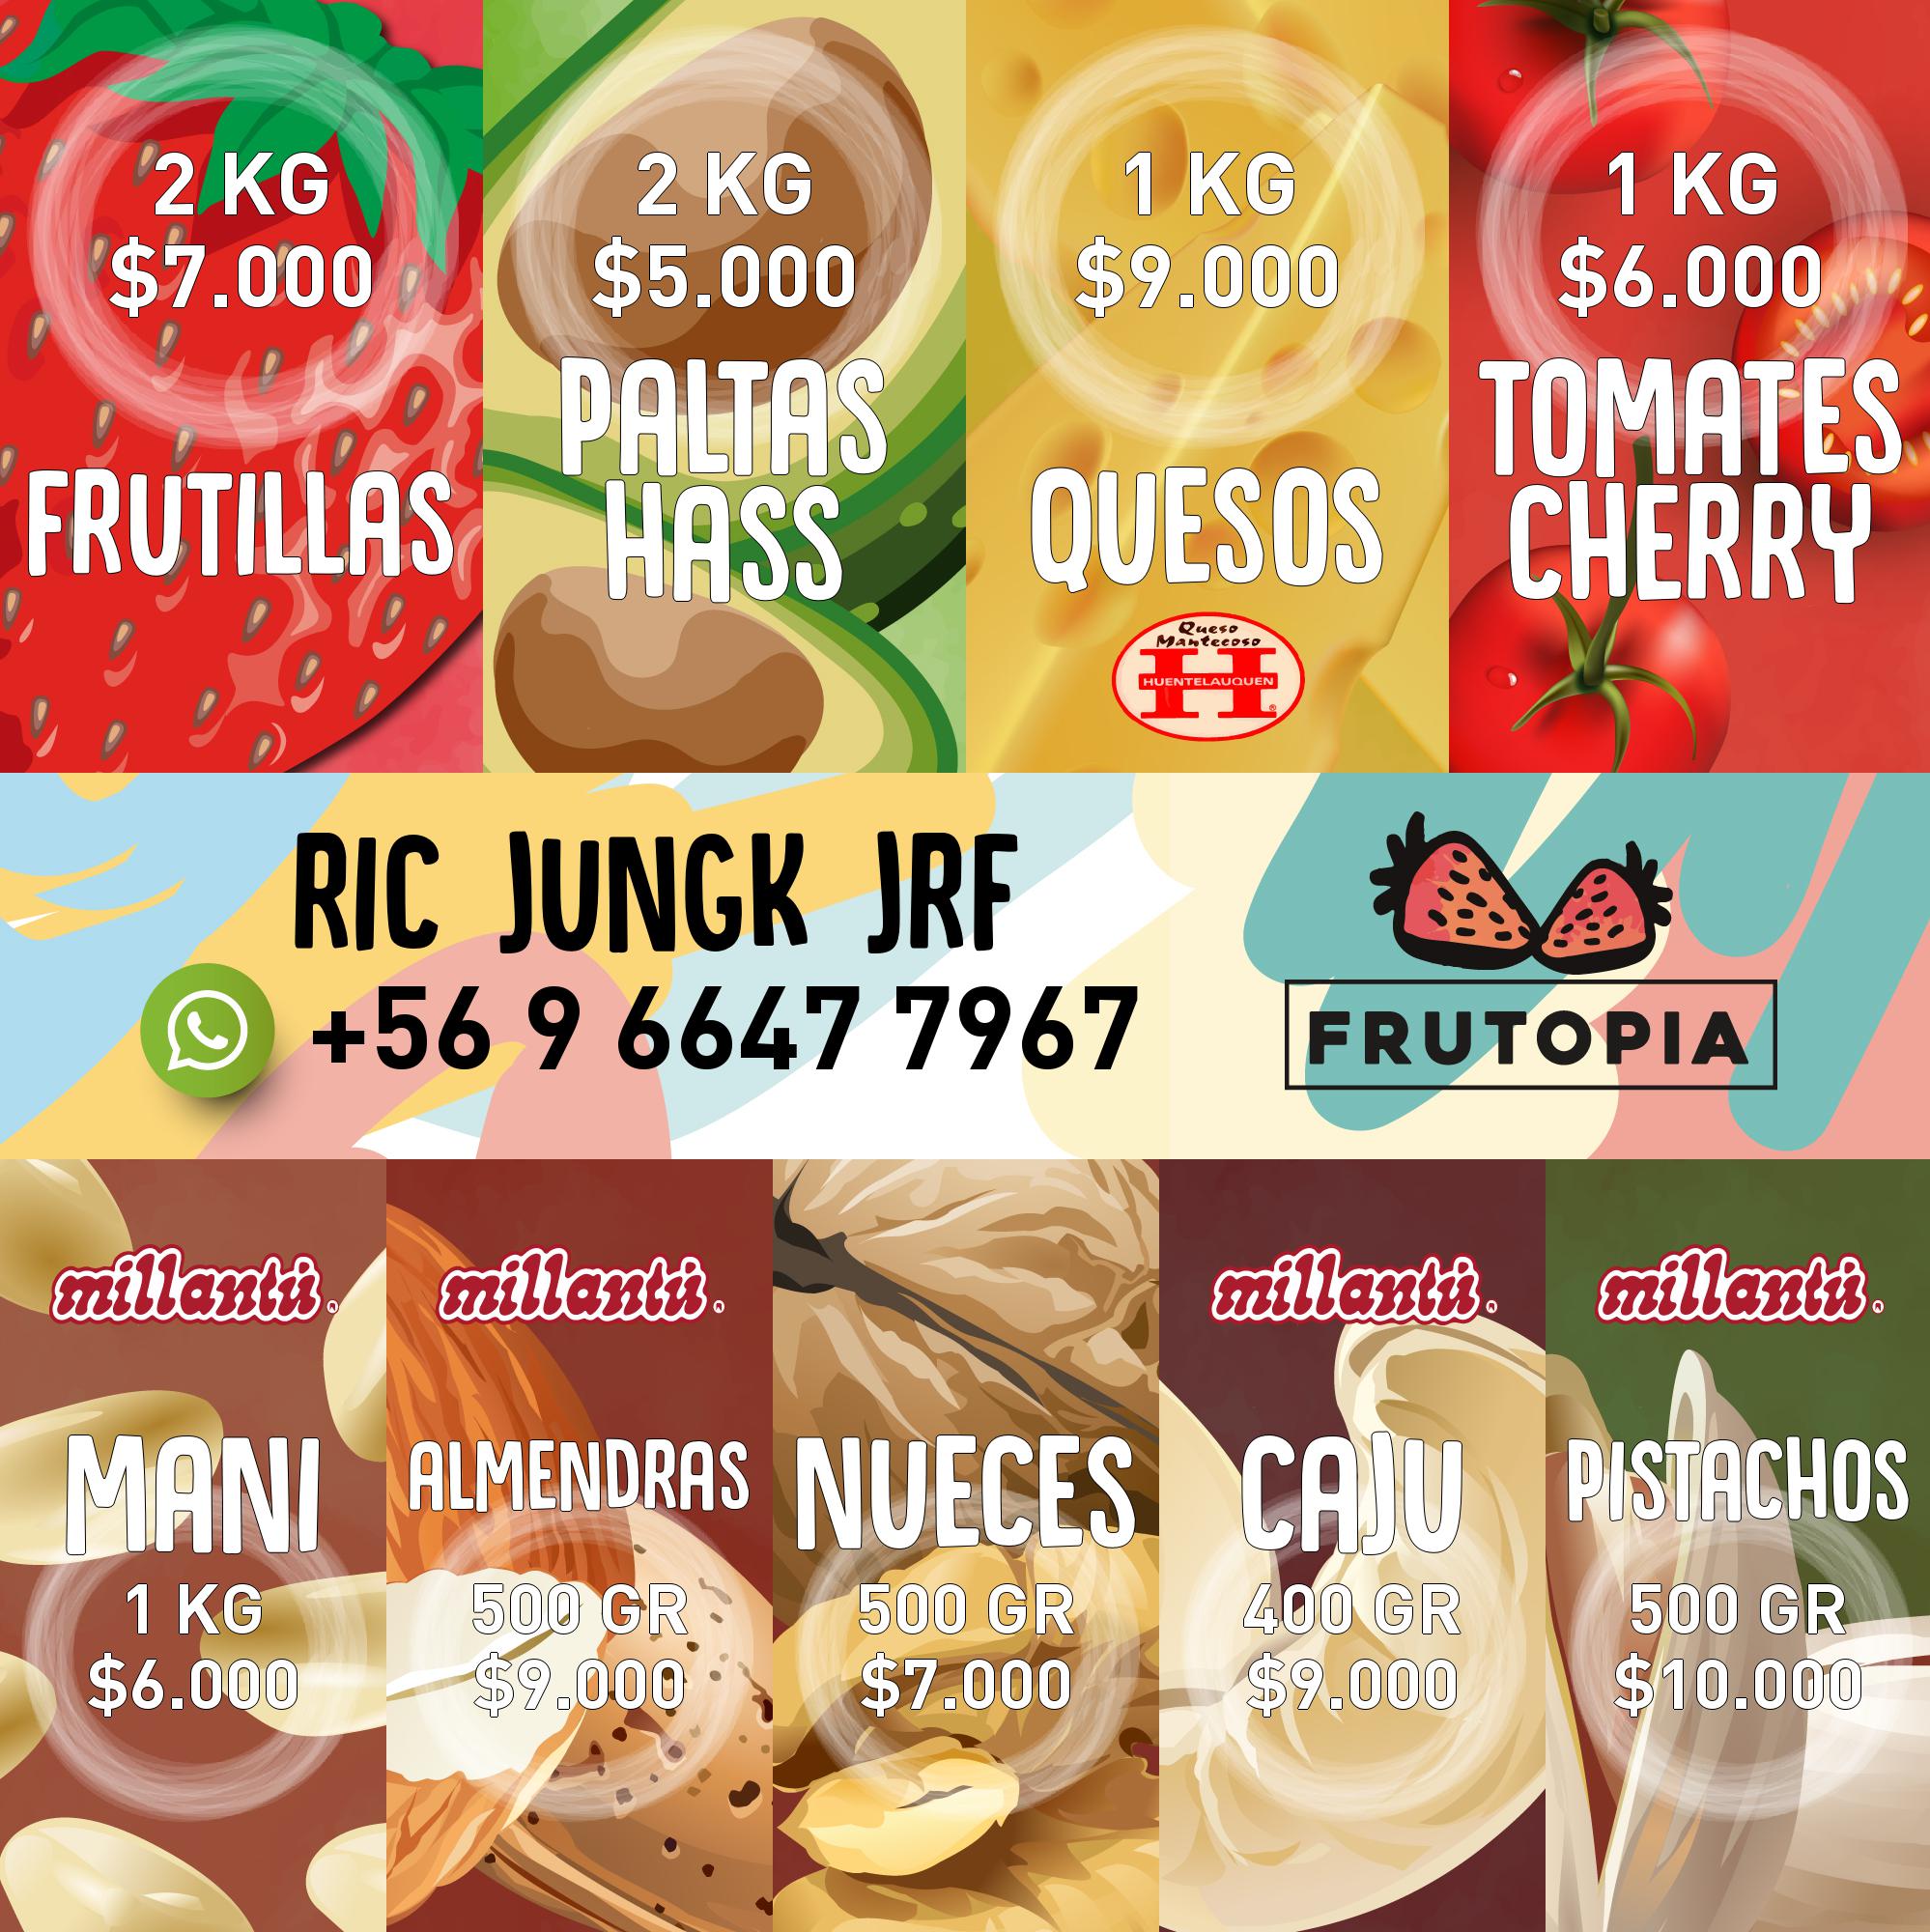 2 KG
$7.000
FRUTILLAS
2 KG
$5.000
PALTAS
HASS
1 KG
$9.000
QUESOS
Queso
Mantecoso
HUENTELAUQUEN
H
®
1 KG
$6.000
TOMATES
CHERRY
RIC JUNGK JRF
+56 9 6647 7967
FRUTOPIA
millantú®
MANI
1 KG
$6.000
millantú®
ALMENDRAS
500 GR
$9.000
NUECES
500 GR
$7.000
millantú®
CAJU
400 GR
$9.000
millantú®
PISTACHOS
500 GR
$10.000